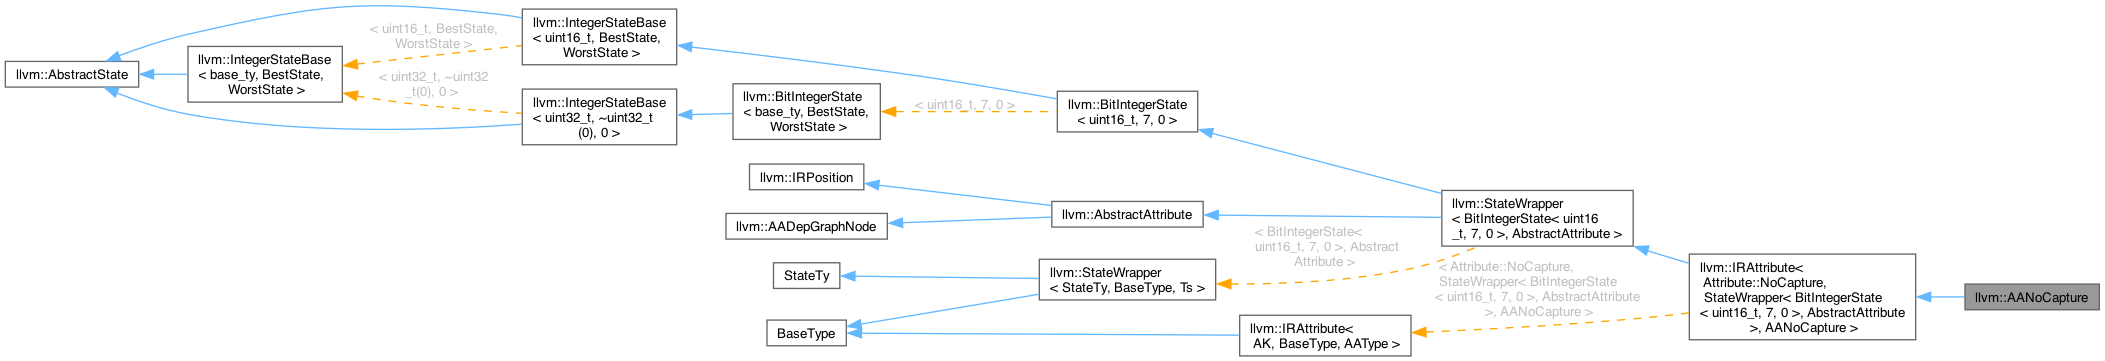 llvm::AbstractState
llvm::IntegerStateBase
< base_ty, BestState,
WorstState >
< uint16_t, BestState,
WorstState >
< uint32_t, ~uint32
_t(0), 0 >
llvm::IntegerStateBase
< uint16_t, BestState,
WorstState >
llvm::IntegerStateBase
< uint32_t, ~uint32_t
(0), 0 >
llvm::BitIntegerState
< base_ty, BestState,
WorstState >
< uint16_t, 7, 0 >
llvm::BitIntegerState
< uint16_t, 7, 0 >
llvm::IRPosition
llvm::AADepGraphNode
llvm::AbstractAttribute
StateTy
BaseType
llvm::StateWrapper
< StateTy, BaseType, Ts >
< BitIntegerState<
uint16_t, 7, 0 >, Abstract
Attribute >
llvm::IRAttribute<
AK, BaseType, AAType >
llvm::StateWrapper
< BitIntegerState< uint16
_t, 7, 0 >, AbstractAttribute >
< Attribute::NoCapture,
StateWrapper< BitIntegerState
< uint16_t, 7, 0 >, AbstractAttribute
>, AANoCapture >
llvm::IRAttribute<
Attribute::NoCapture,
StateWrapper< BitIntegerState
< uint16_t, 7, 0 >, AbstractAttribute
>, AANoCapture >
llvm::AANoCapture